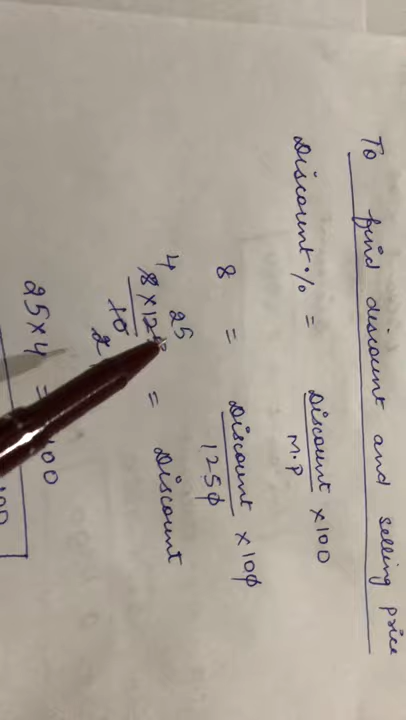 To find discount and selling price
Discount % = Discount / M.P × 100
8 = Discount / 1250 × 100
4 25
8 × 125 / 10 = Discount
2
25 × 4 = 100